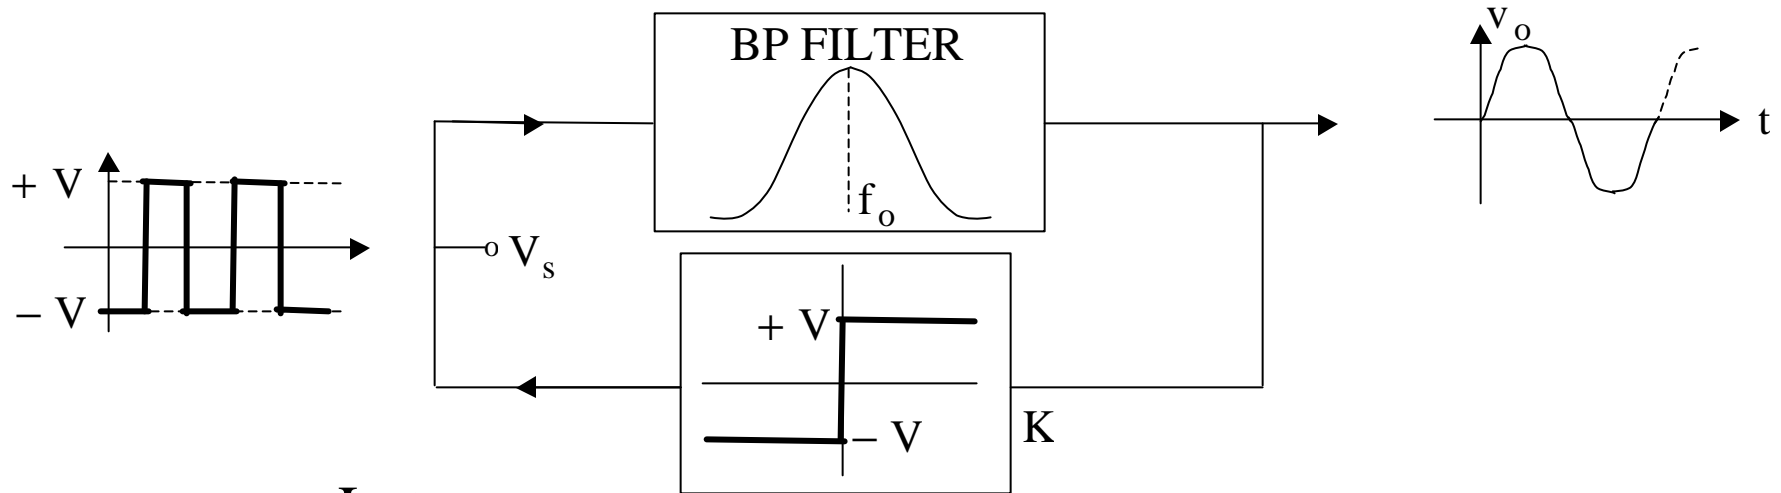 BP FILTER
v o
t
+ V
f o
o V s
– V
+ V
– V
K